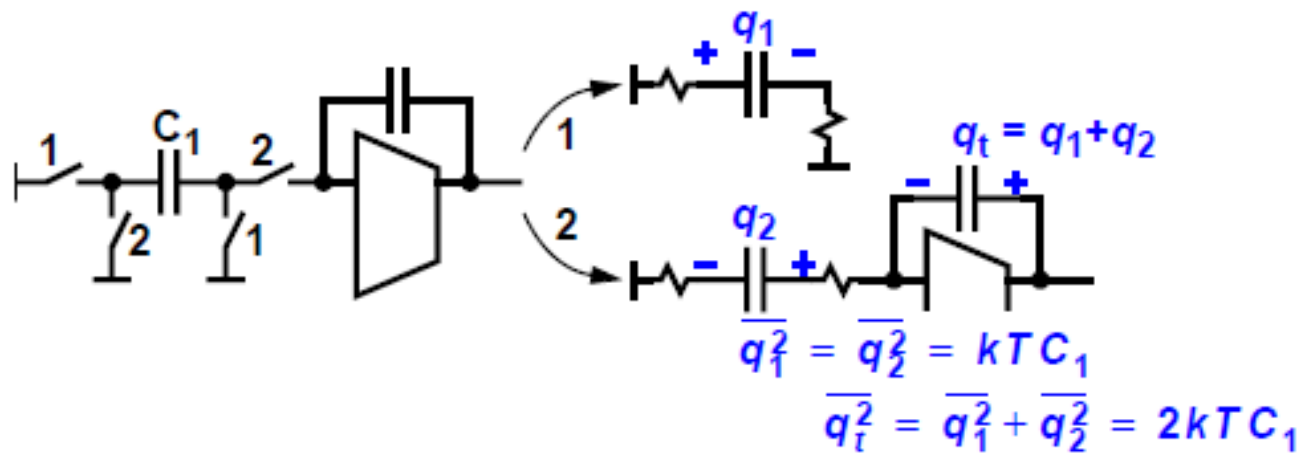 q₁
+ −
1
C₁
1 2
2 1
qₜ = q₁+q₂
− +
2
q₂
− +
q₁² = q₂² = kTC₁
qₜ² = q₁² + q₂² = 2kTC₁